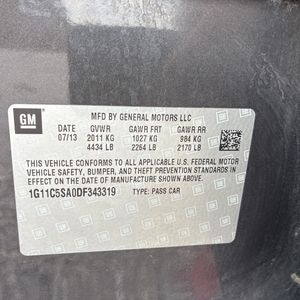 GM
MFD BY GENERAL MOTORS LLC
DATE GVWR GAWR FRT GAWR RR
07/13 2011 KG 1027 KG 984 KG
4434 LB 2264 LB 2170 LB
THIS VEHICLE CONFORMS TO ALL APPLICABLE U.S. FEDERAL MOTOR
VEHICLE SAFETY, BUMPER, AND THEFT PREVENTION STANDARDS IN
EFFECT ON THE DATE OF MANUFACTURE SHOWN ABOVE.
1G11C5SA0DF343319 TYPE: PASS CAR